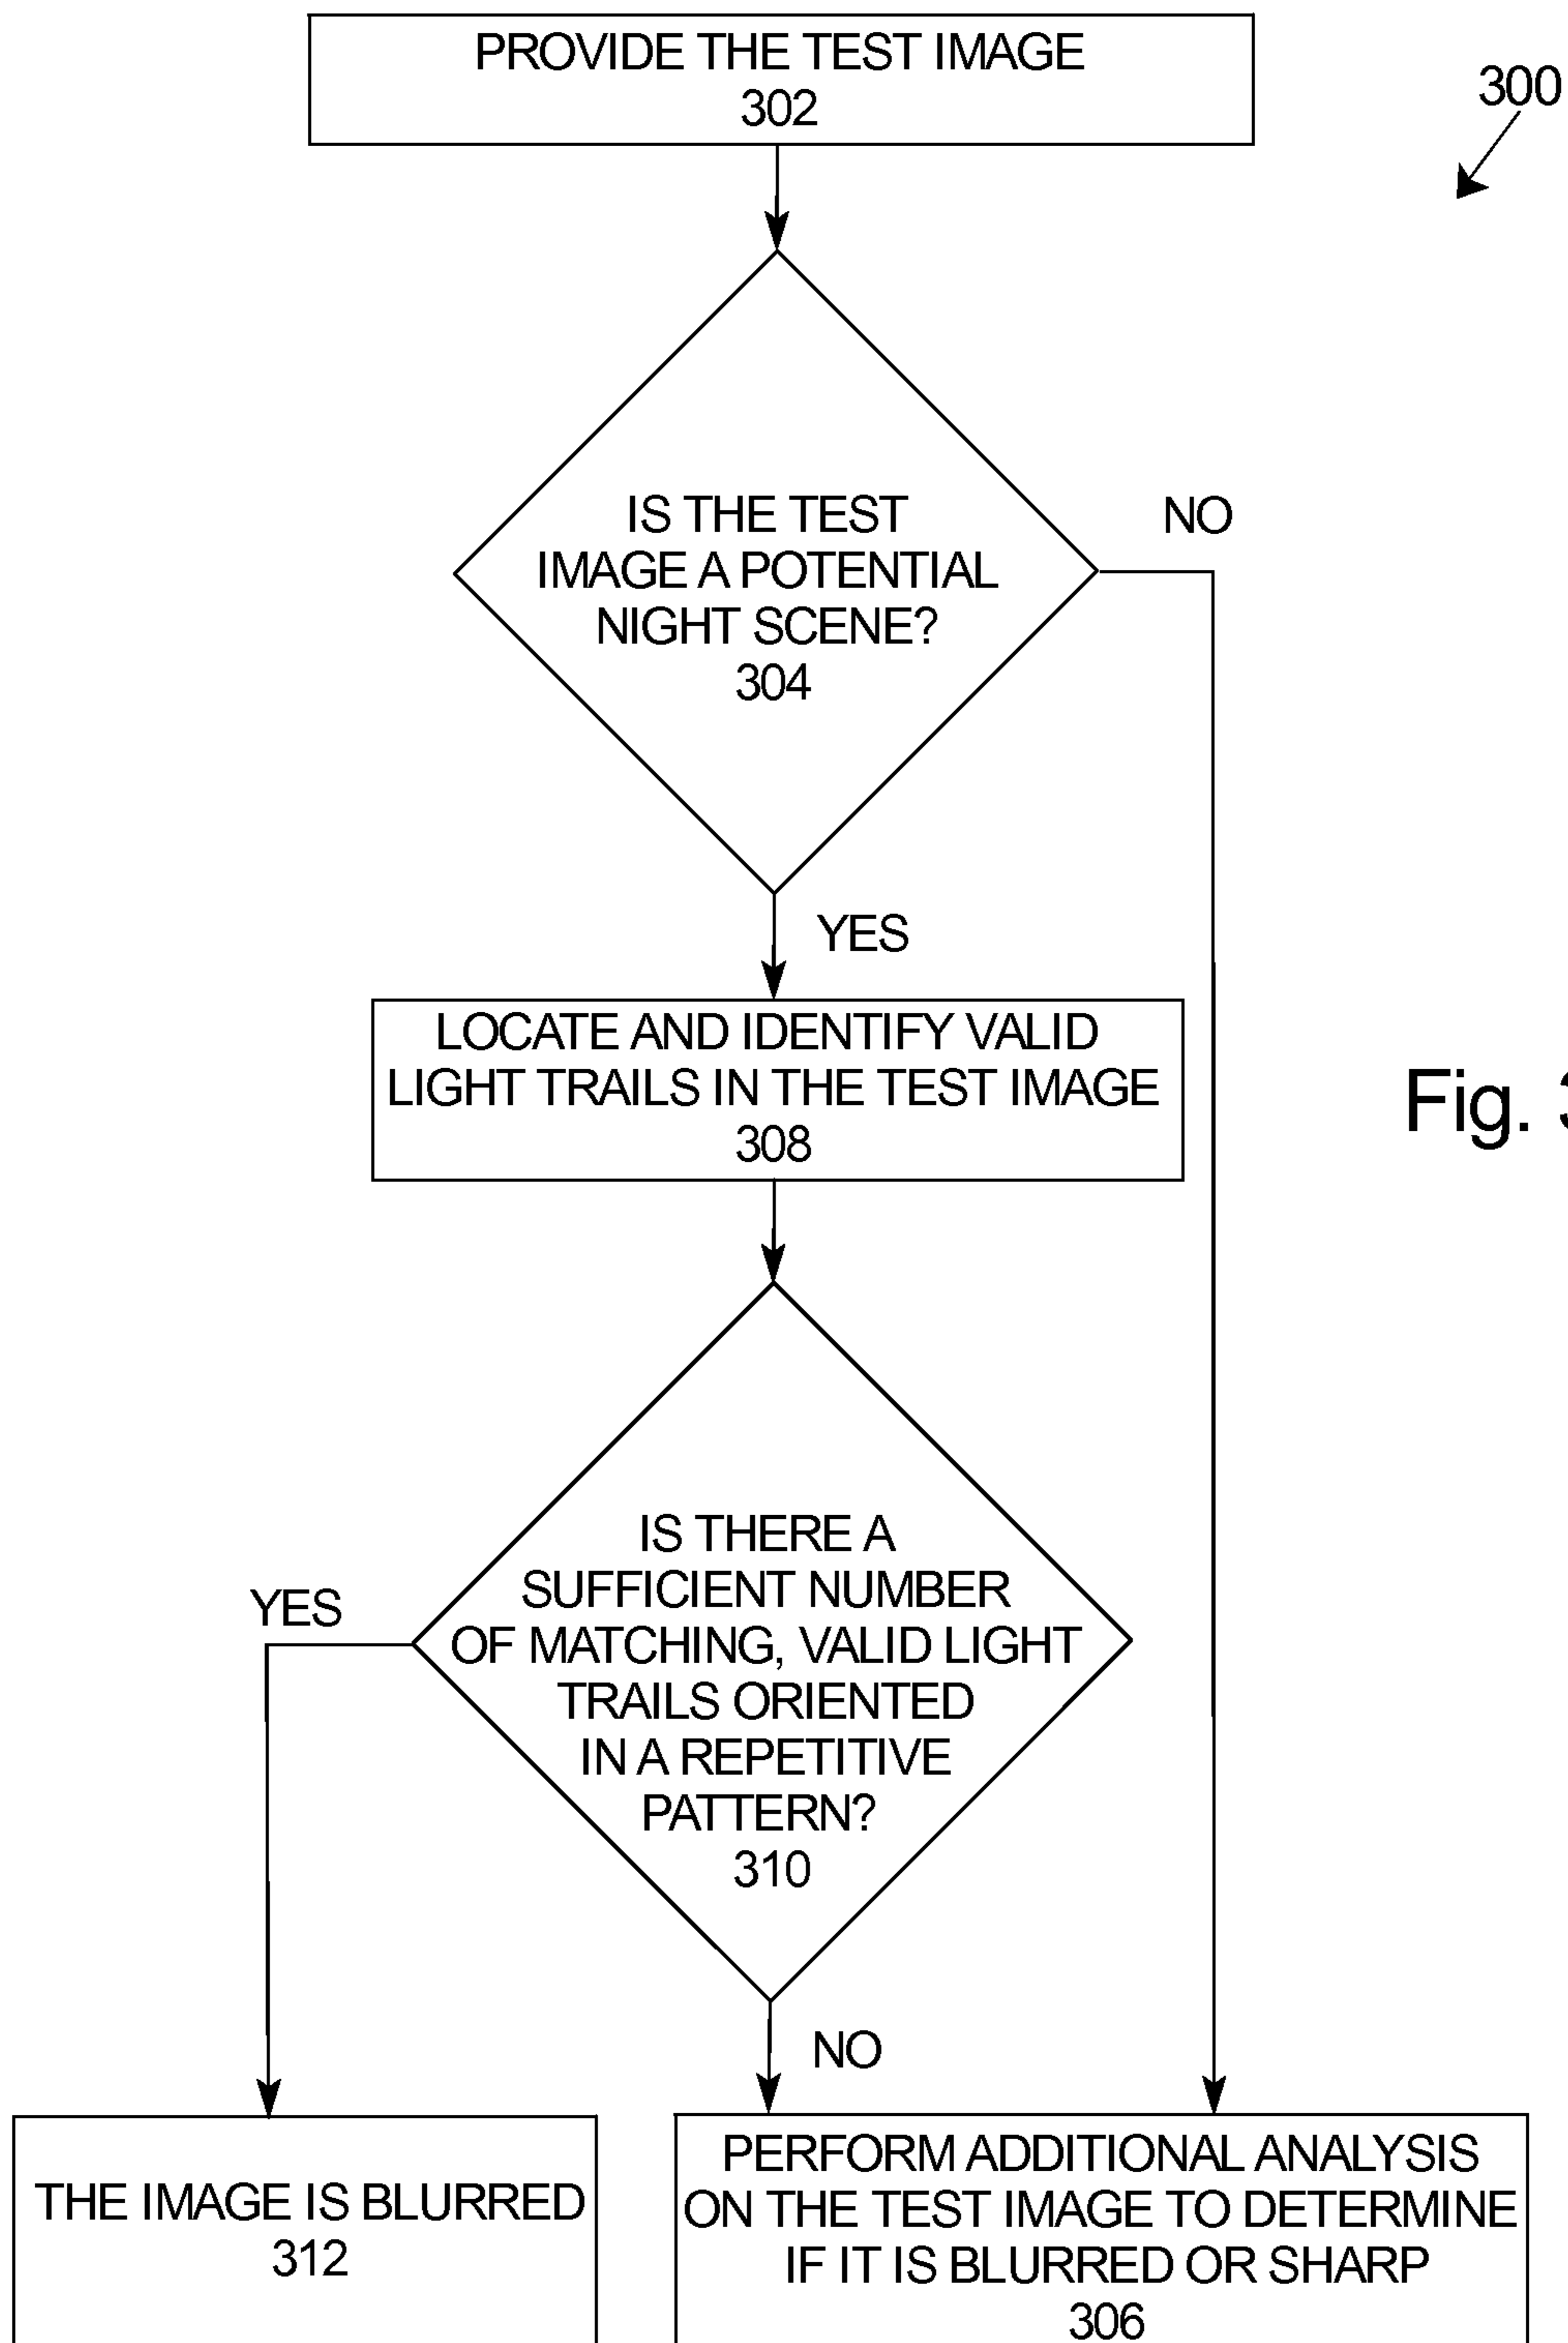 PROVIDE THE TEST IMAGE
302
300
IS THE TEST
IMAGE A POTENTIAL
NIGHT SCENE?
304
NO
YES
LOCATE AND IDENTIFY VALID
LIGHT TRAILS IN THE TEST IMAGE
308
Fig. 3
IS THERE A
SUFFICIENT NUMBER
OF MATCHING, VALID LIGHT
TRAILS ORIENTED
IN A REPETITIVE
PATTERN?
310
YES
NO
THE IMAGE IS BLURRED
312
PERFORM ADDITIONAL ANALYSIS
ON THE TEST IMAGE TO DETERMINE
IF IT IS BLURRED OR SHARP
306